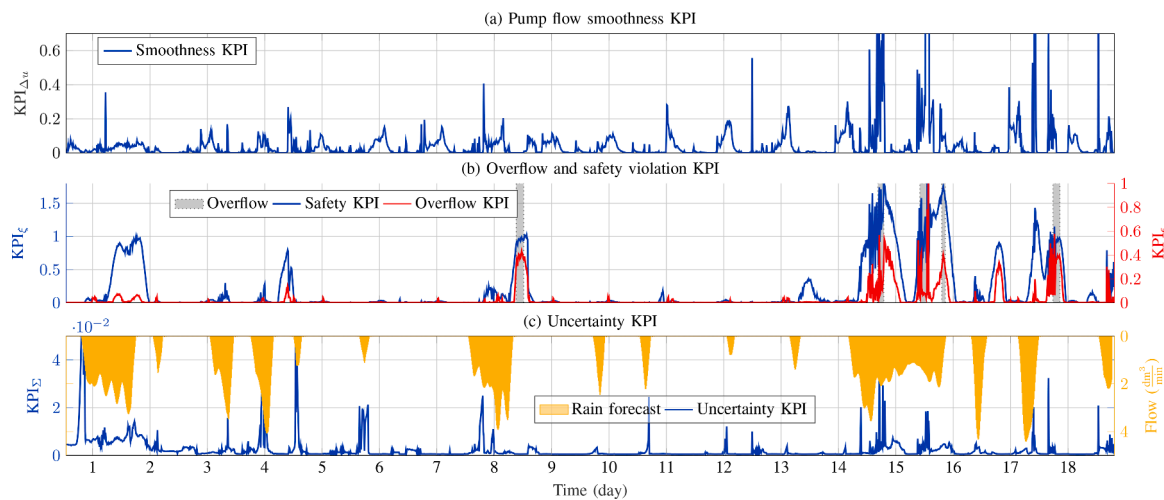 (a) Pump flow smoothness KPI
0.6
0.4
0.2
0
KPI_Δu
Smoothness KPI
(b) Overflow and safety violation KPI
1.5
1
0.5
0
KPI_ξ
Overflow Safety KPI Overflow KPI
1
0.8
0.6
0.4
0.2
0
(c) Uncertainty KPI
·10^−2
4
2
0
KPI_Σ
Rain forecast Uncertainty KPI
0
2
4
Flow (dm^3/min)
1 2 3 4 5 6 7 8 9 10 11 12 13 14 15 16 17 18
Time (day)